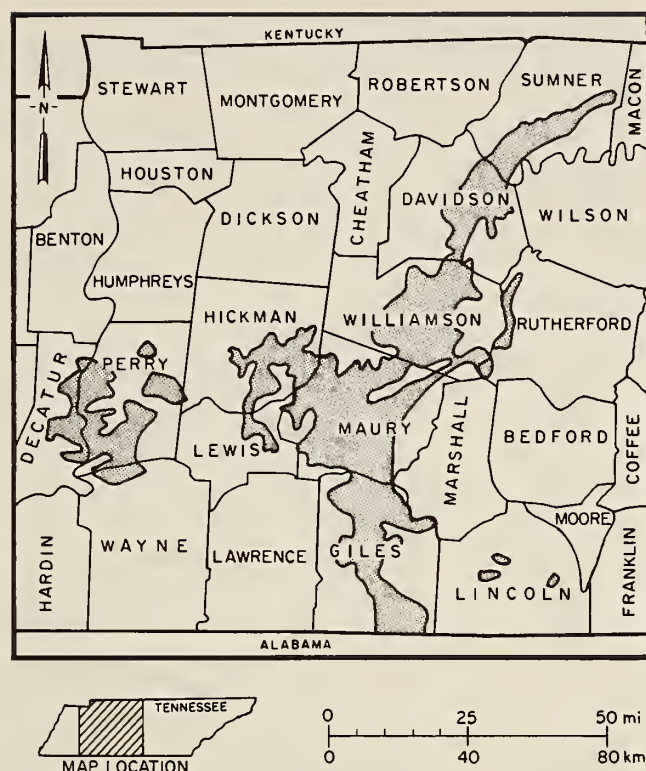 KENTUCKY
STEWART
MONTGOMERY
ROBERTSON
SUMNER
MACON
-N-
HOUSTON
CHEATHAM
DICKSON
DAVIDSON
WILSON
BENTON
HUMPHREYS
HICKMAN
WILLIAMSON
RUTHERFORD
DECATUR
PERRY
LEWIS
MAURY
MARSHALL
BEDFORD
COFFEE
MOORE
HARDIN
WAYNE
LAWRENCE
GILES
LINCOLN
FRANKLIN
ALABAMA
TENNESSEE
MAP LOCATION
0 25 50 mi
0 40 80 km